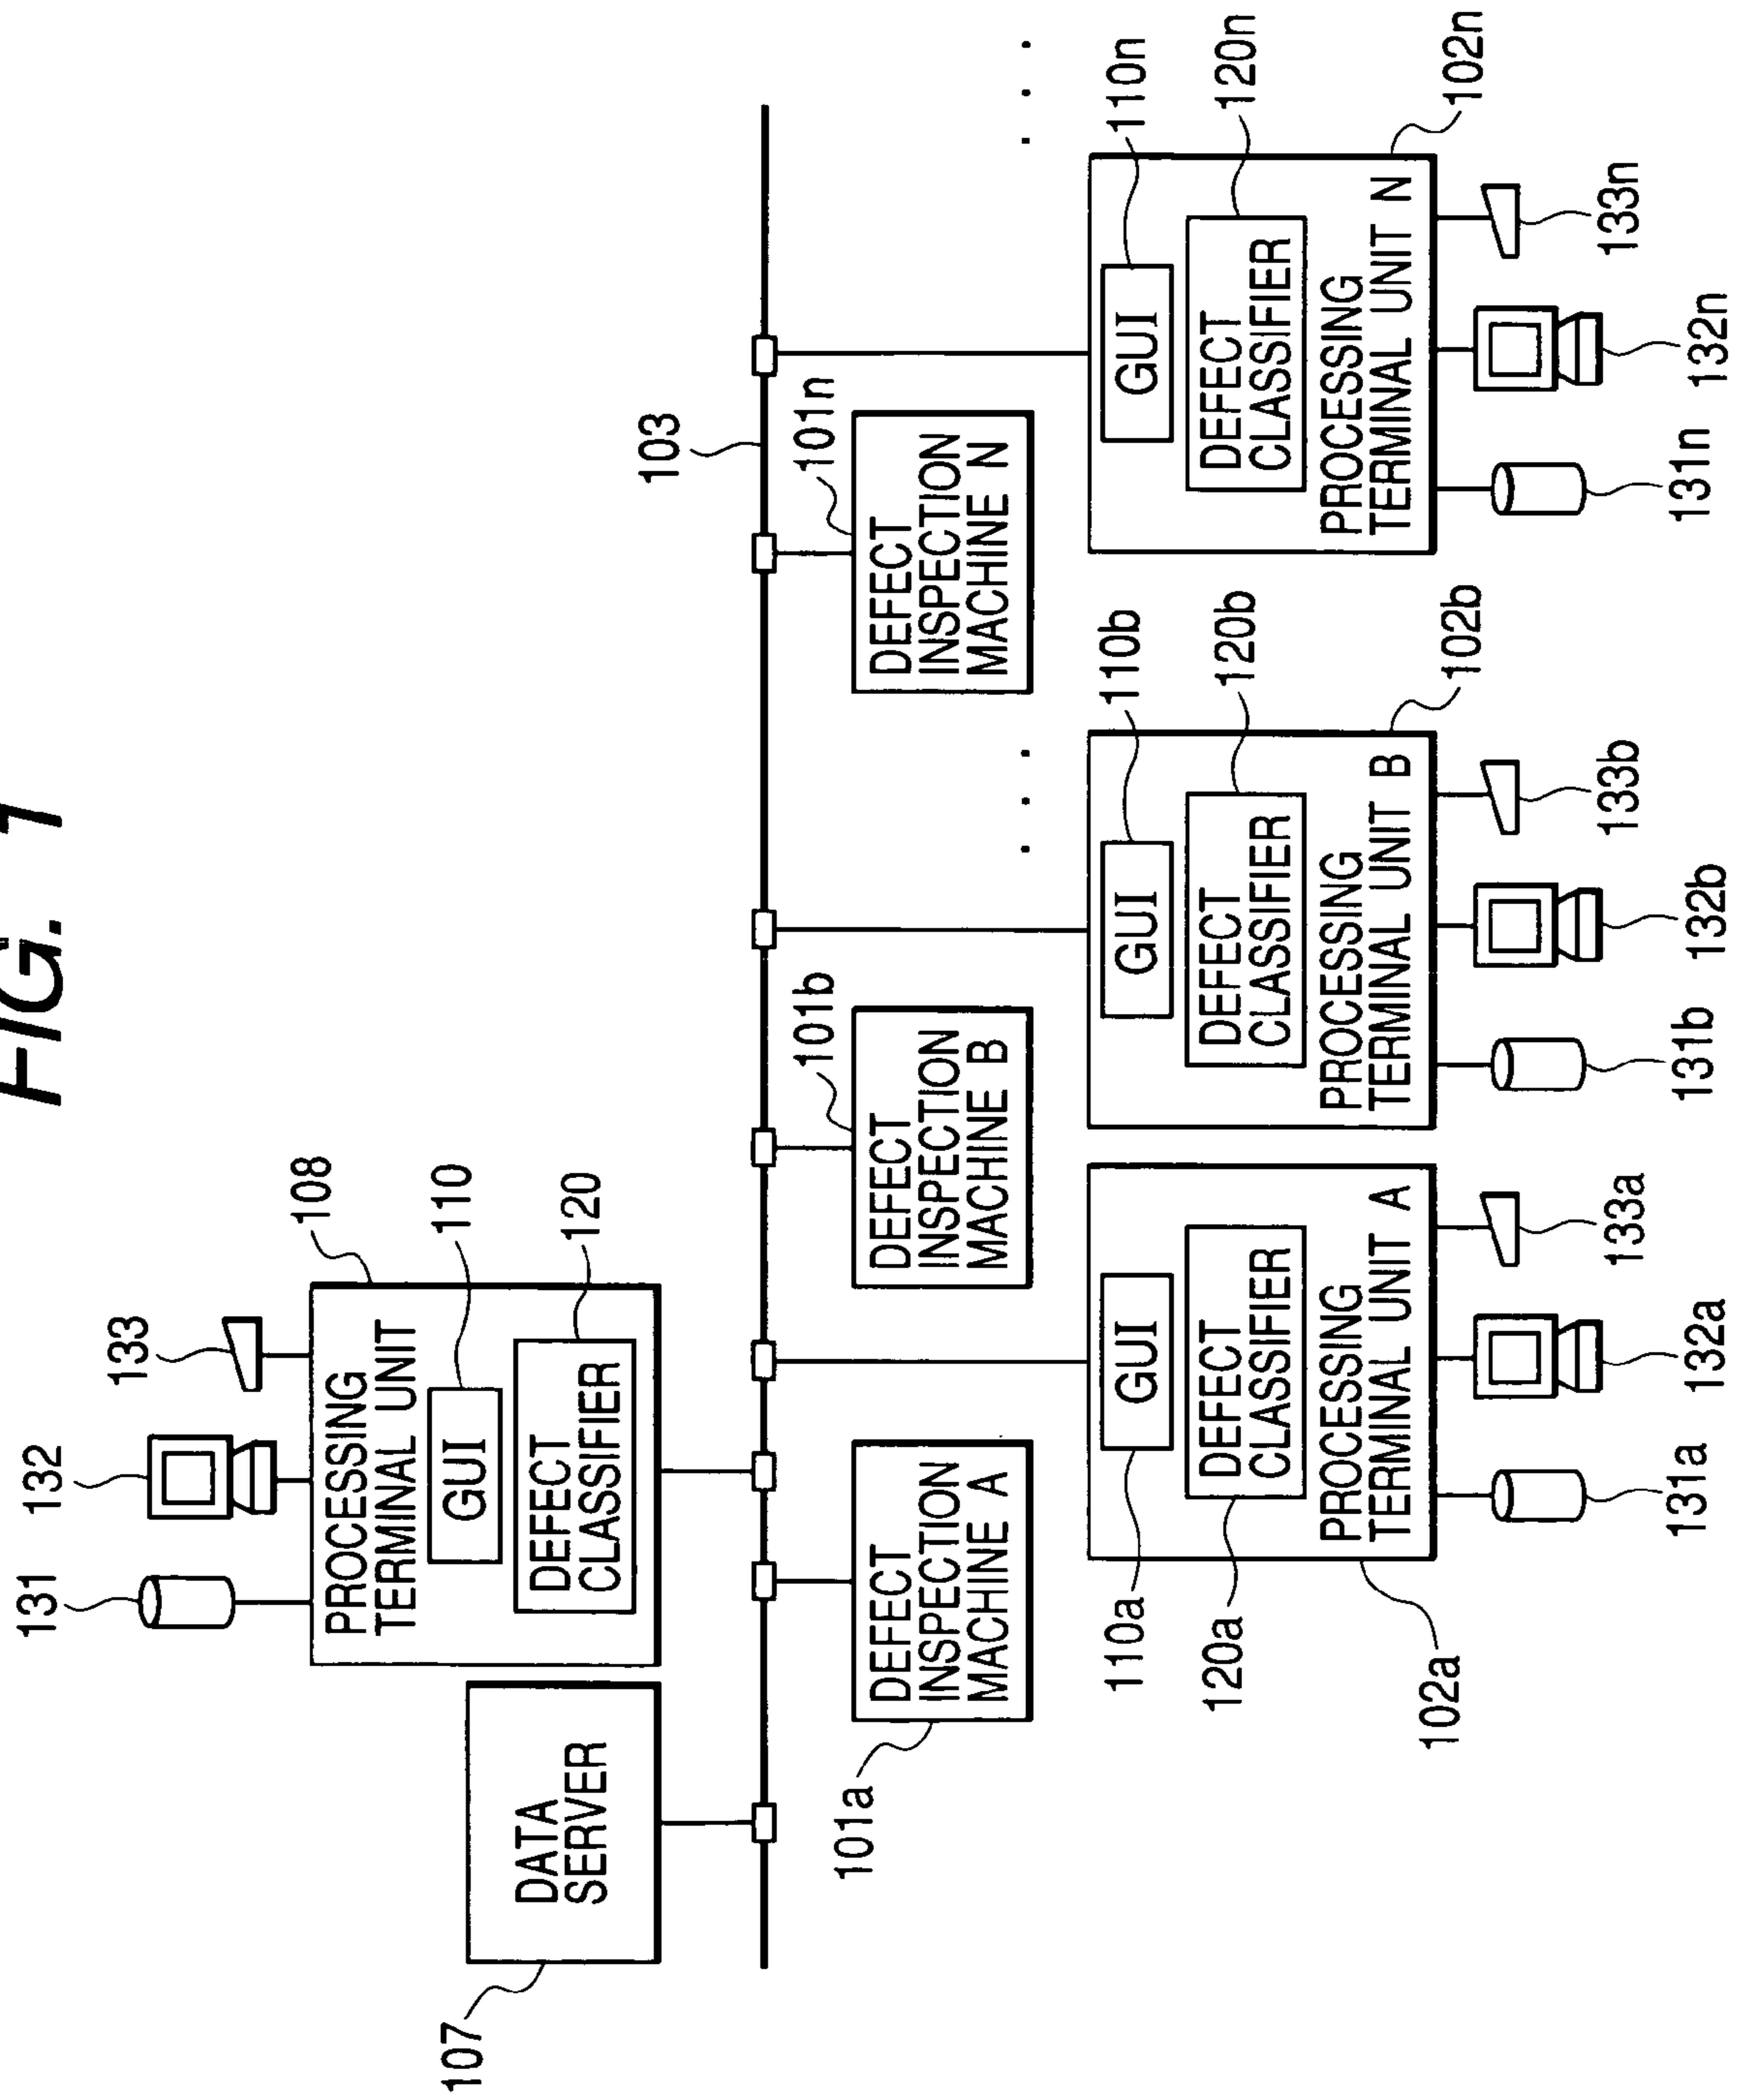 FIG. 1
131
132
133
108
PROCESSING
TERMINAL UNIT
GUI
110
DEFECT
CLASSIFIER
120
107
DATA
SERVER
103
101a
DEFECT
INSPECTION
MACHINE A
101b
DEFECT
INSPECTION
MACHINE B
101n
DEFECT
INSPECTION
MACHINE N
110a
GUI
120a
DEFECT
CLASSIFIER
102a
PROCESSING
TERMINAL UNIT A
131a
132a
133a
110b
GUI
120b
DEFECT
CLASSIFIER
102b
PROCESSING
TERMINAL UNIT B
131b
132b
133b
. . .
110n
GUI
120n
DEFECT
CLASSIFIER
102n
PROCESSING
TERMINAL UNIT N
131n
132n
133n
. . .